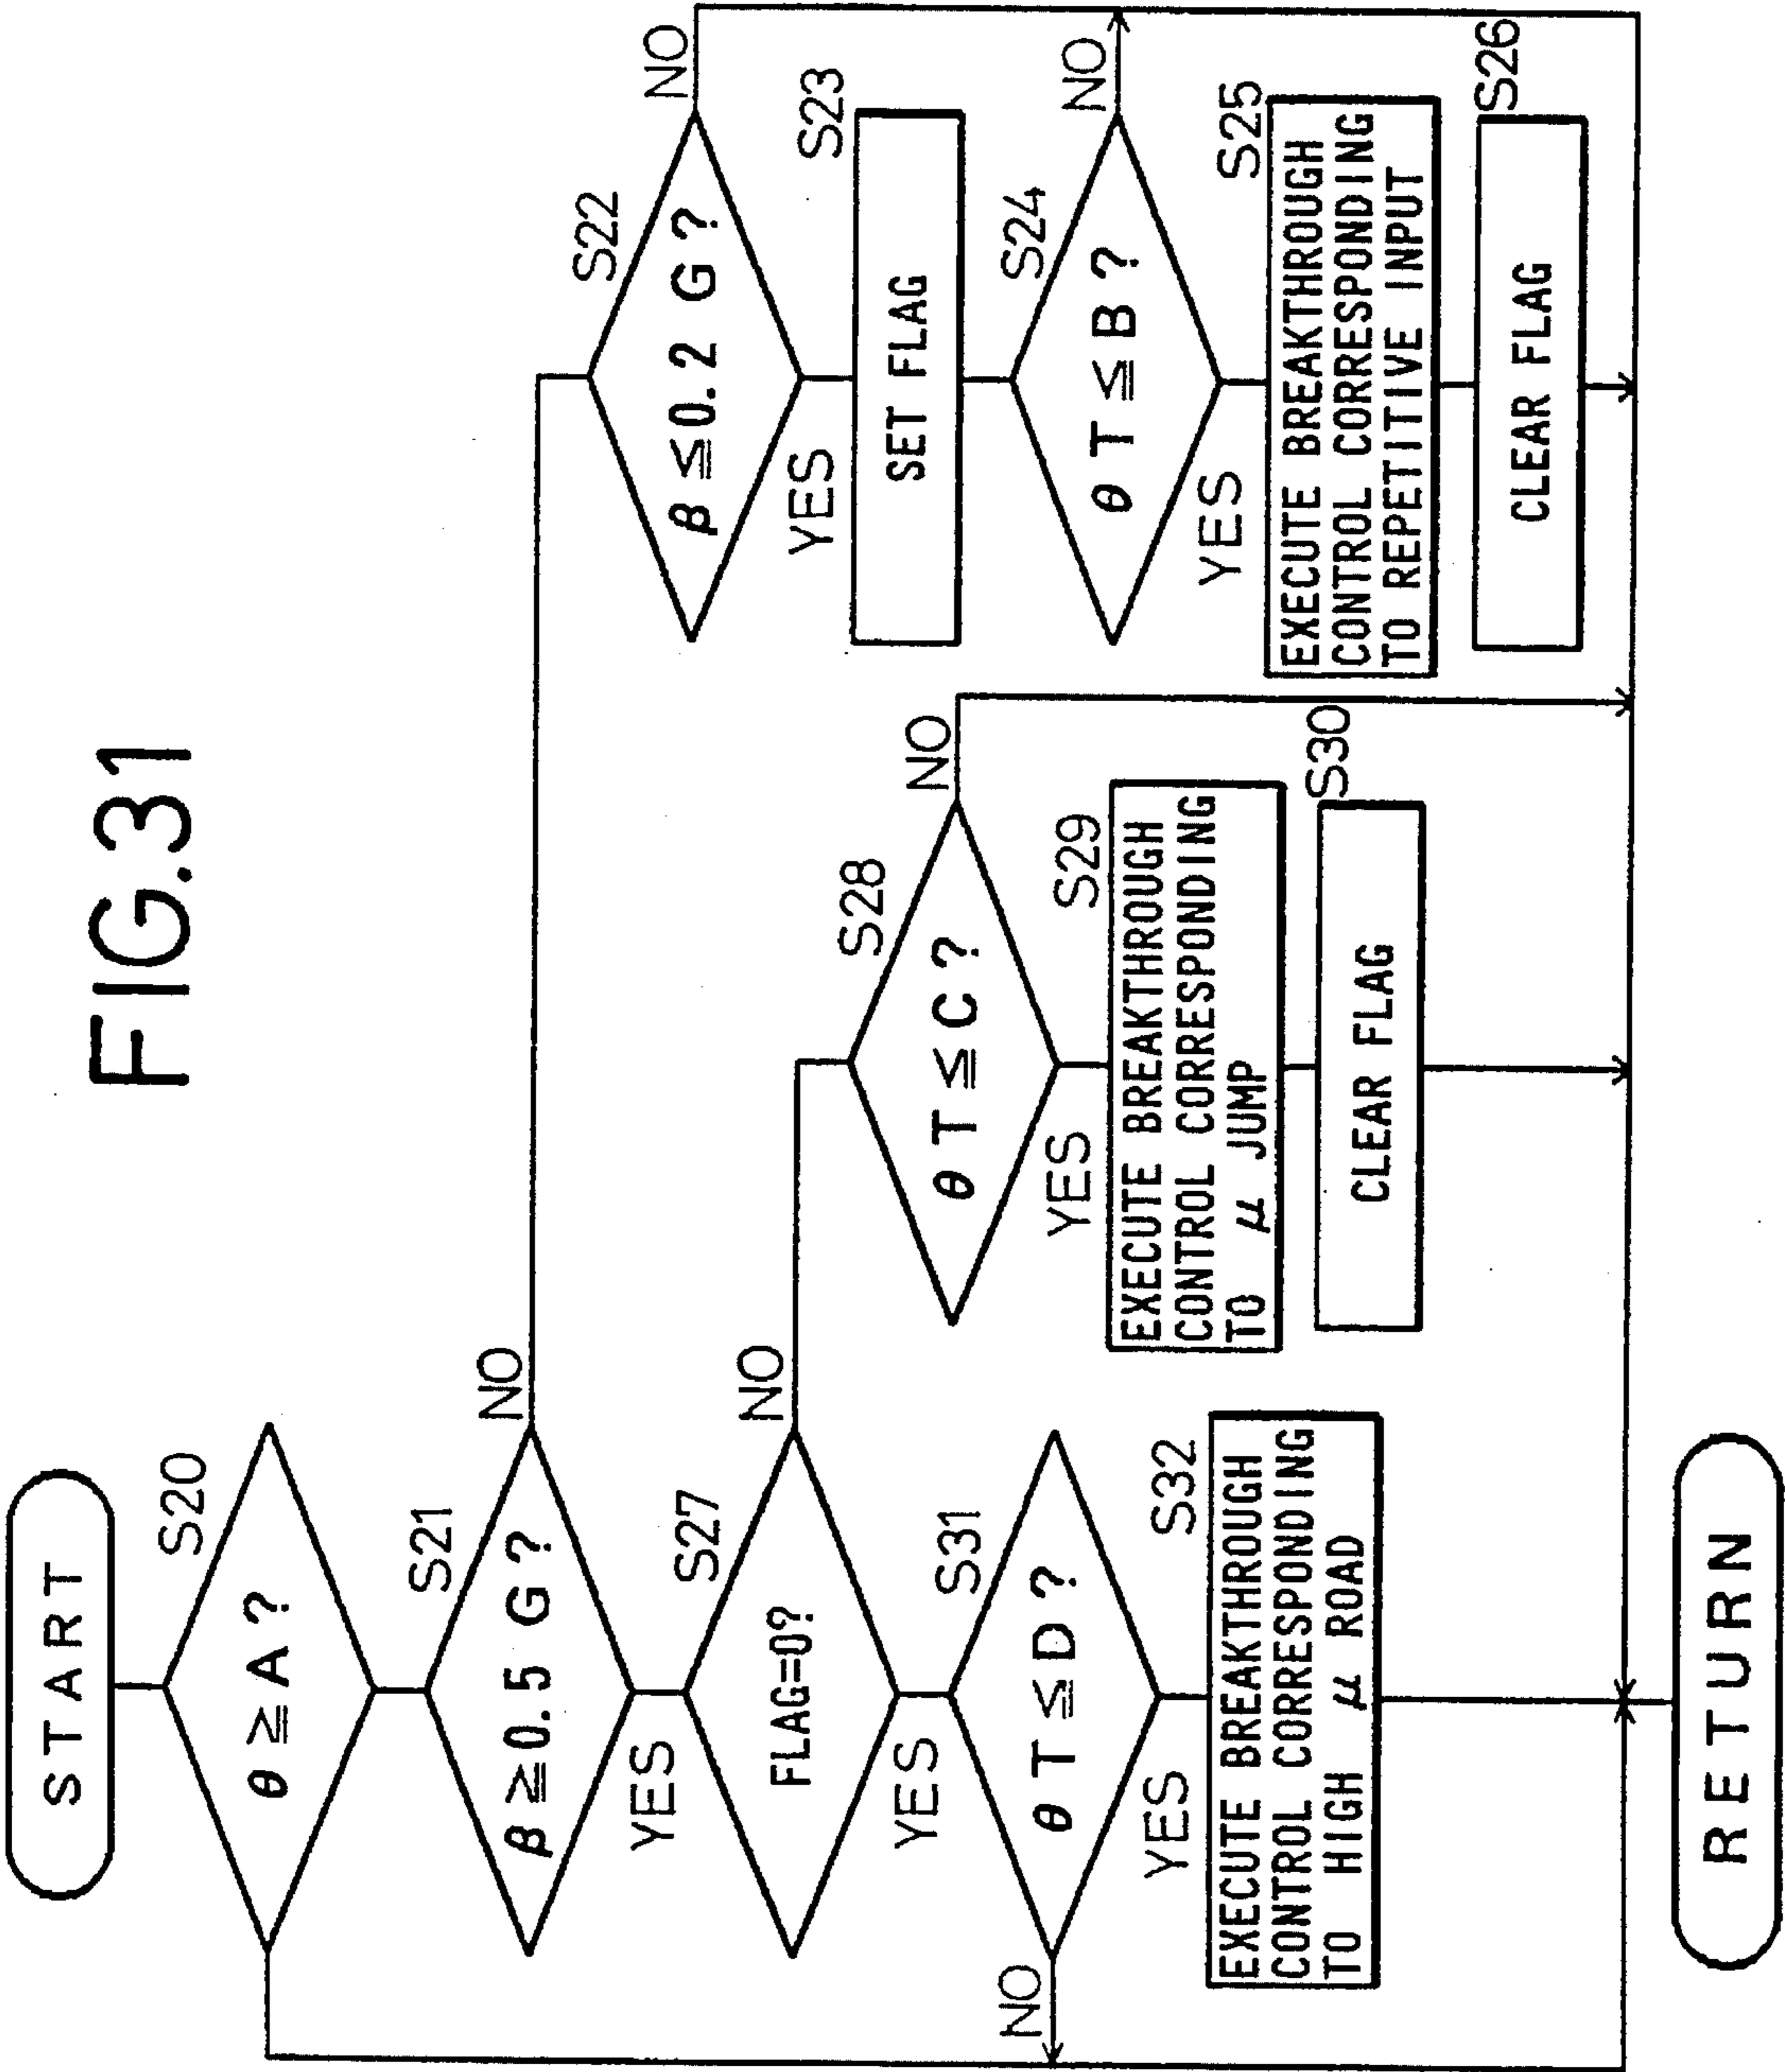 FIG.31
START
S20
θ ≧ A ?
S21
β ≧ 0.5 G ?
NO
YES
S27
FLAG=0?
NO
YES
S31
θ T ≦ D ?
NO
YES
S32
EXECUTE BREAKTHROUGH
CONTROL CORRESPONDING
TO HIGH μ ROAD
RETURN
S28
θ T ≦ C ?
NO
YES
S29
EXECUTE BREAKTHROUGH
CONTROL CORRESPONDING
TO μ JUMP
S30
CLEAR FLAG
S22
β ≦ 0.2 G ?
NO
YES
S23
SET FLAG
S24
θ T ≦ B ?
NO
YES
S25
EXECUTE BREAKTHROUGH
CONTROL CORRESPONDING
TO REPETITIVE INPUT
S26
CLEAR FLAG